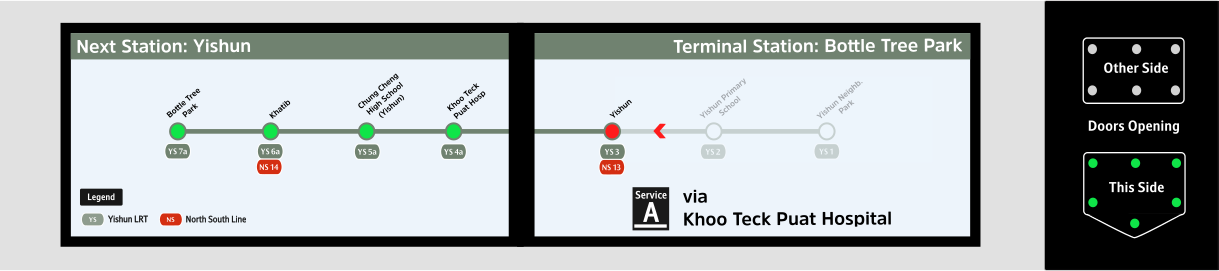 Next Station: Yishun
Terminal Station: Bottle Tree Park
Bottle Tree
Park
Khatib
Chung Cheng
High School
(Yishun)
Khoo Teck
Puat Hosp
Yishun
Yishun Primary
School
Yishun Neighb.
Park
YS 7a
YS 6a
YS 5a
YS 4a
YS 3
YS 2
YS 1
NS 14
NS 13
Legend
YS Yishun LRT
NS North South Line
Service
A
via
Khoo Teck Puat Hospital
Other Side
Doors Opening
This Side